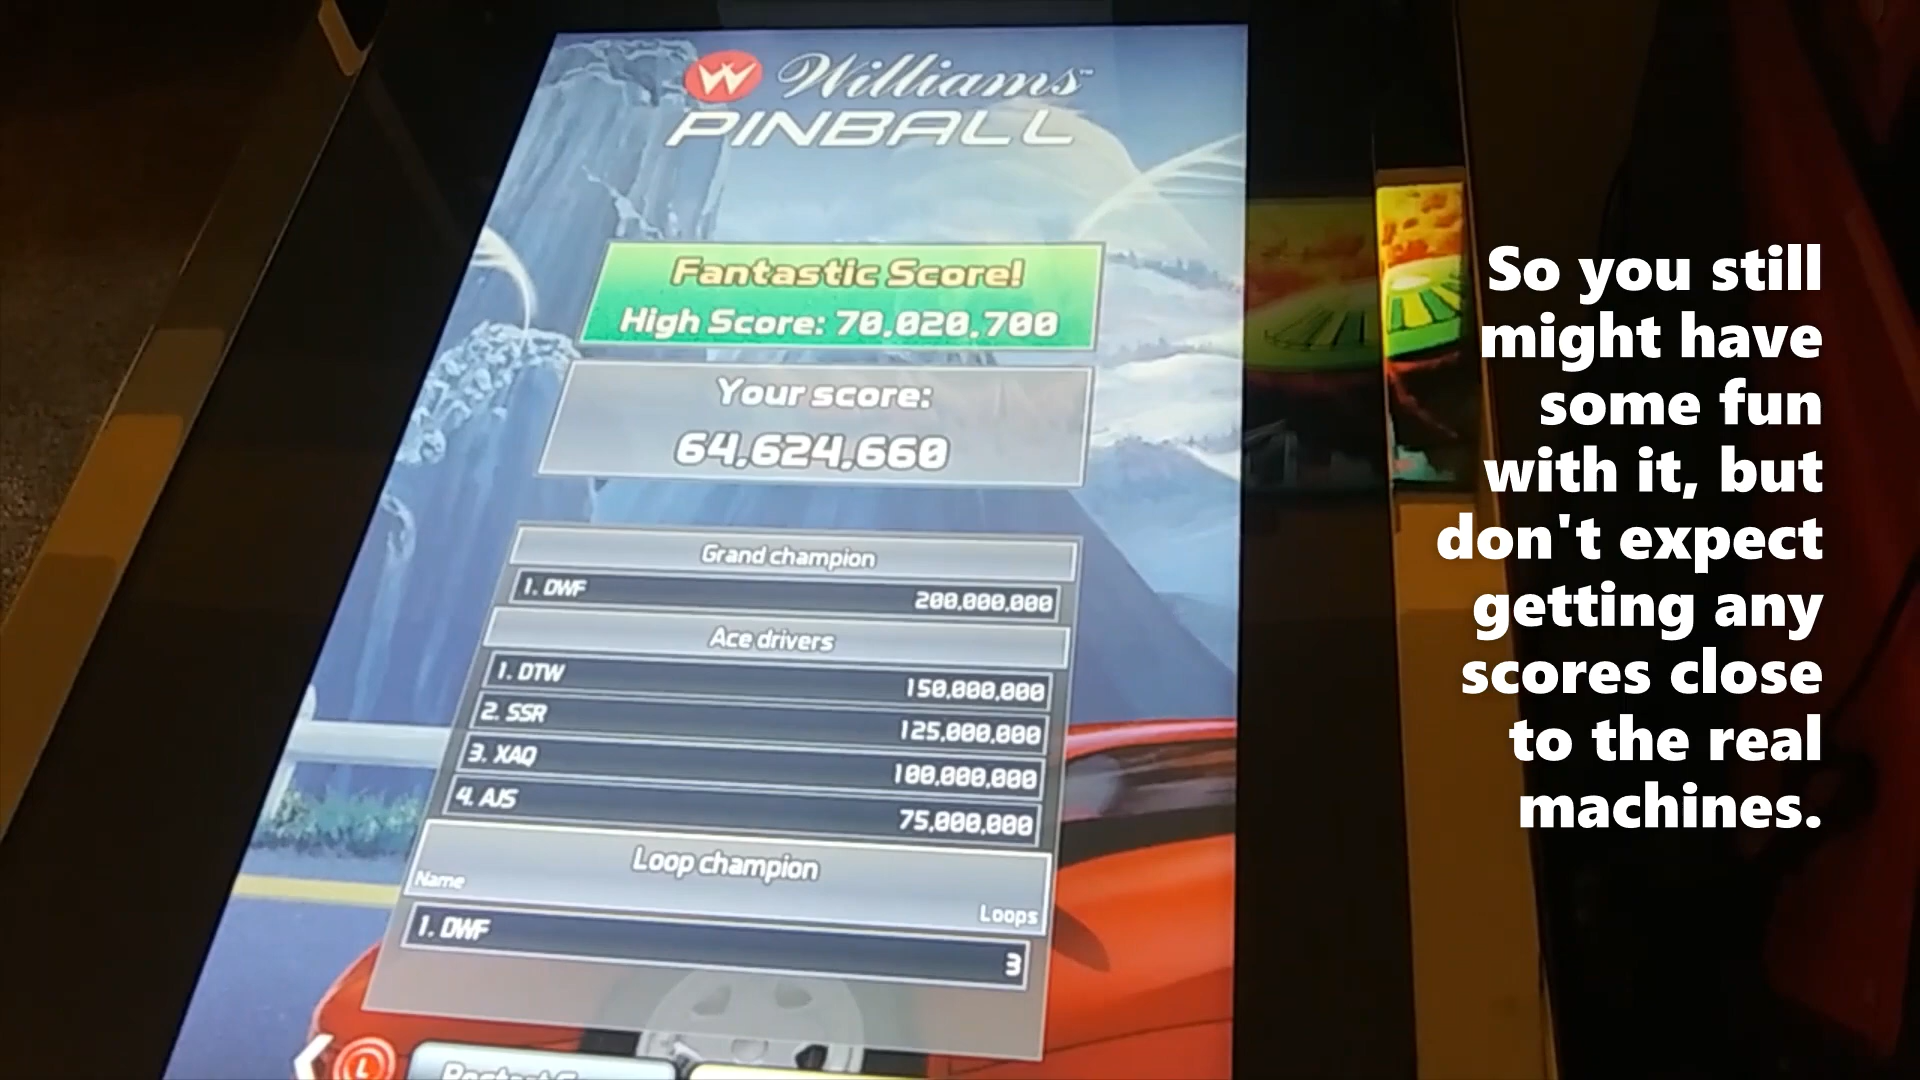 W Williams™
PINBALL
Fantastic Score!
High Score: 70,020,700
Your score:
64,624,660
Grand champion
1. DWF 200,000,000
Ace drivers
1. DTW 150,000,000
2. SSR 125,000,000
3. XAQ 100,000,000
4. AJS 75,000,000
Loop champion
Name Loops
1. DWF 3
L
So you still
might have
some fun
with it, but
don't expect
getting any
scores close
to the real
machines.